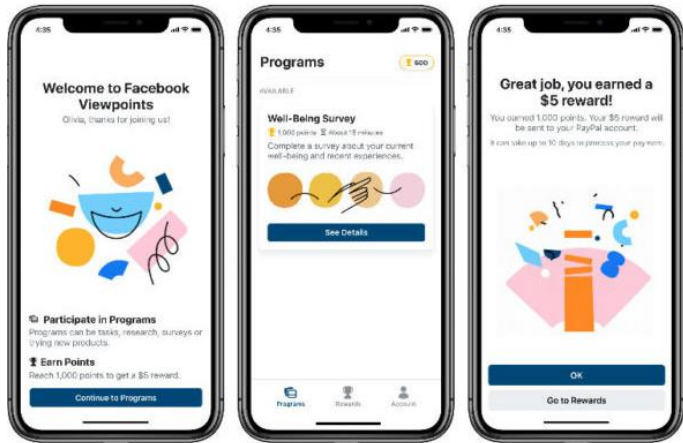 4:35
Welcome to Facebook
Viewpoints
Olivia, thanks for joining us!
Participate in Programs
Programs can be tasks, research, surveys or
trying new products.
Earn Points
Reach 1,000 points to get a $5 reward.
Continue to Programs
4:35
Programs
600
AVAILABLE
Well-Being Survey
1,000 points About 15 minutes
Complete a survey about your current
well-being and recent experiences.
See Details
Programs
Rewards
Account
4:35
Great job, you earned a
$5 reward!
You earned 1,000 points. Your $5 reward will
be sent to your PayPal account.
It can take up to 10 days to process your payment.
OK
Go to Rewards